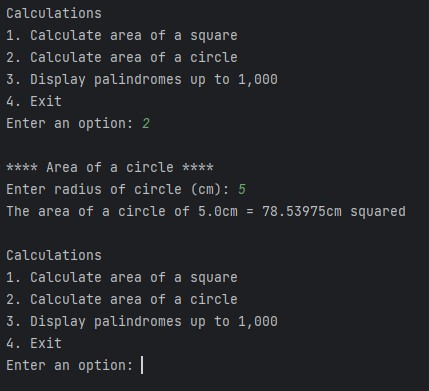 Calculations
1. Calculate area of a square
2. Calculate area of a circle
3. Display palindromes up to 1,000
4. Exit
Enter an option: 2
**** Area of a circle ****
Enter radius of circle (cm): 5
The area of a circle of 5.0cm = 78.53975cm squared
Calculations
1. Calculate area of a square
2. Calculate area of a circle
3. Display palindromes up to 1,000
4. Exit
Enter an option: